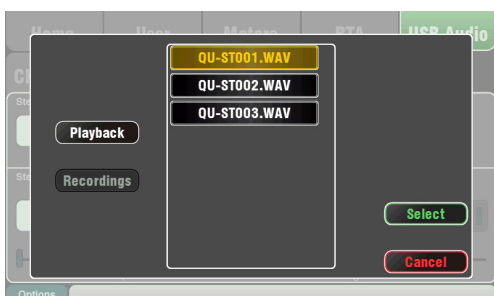 Home User Meters RTA USB Audio
QU-ST001.WAV
QU-ST002.WAV
QU-ST003.WAV
Playback
Recordings
Select
Cancel
Options